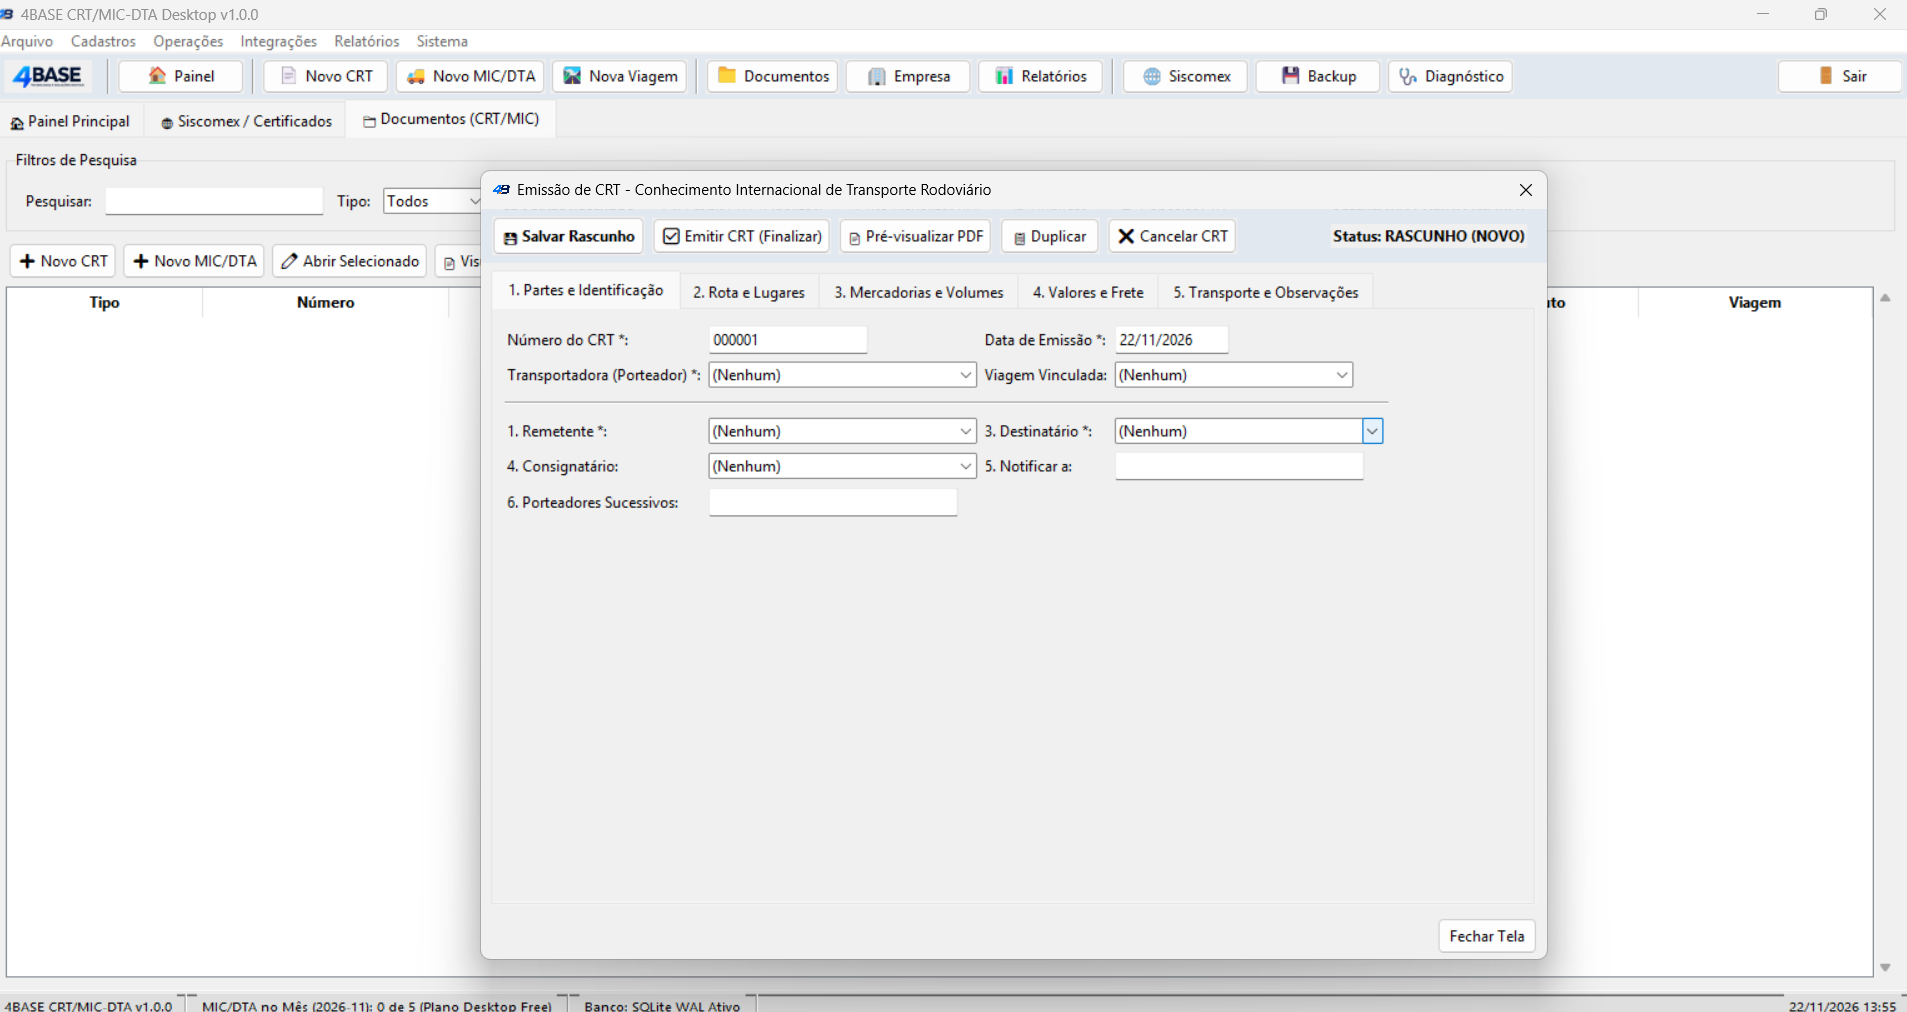 4BASE CRT/MIC-DTA Desktop v1.0.0
Arquivo Cadastros Operações Integrações Relatórios Sistema
4BASE Painel Novo CRT Novo MIC/DTA Nova Viagem Documentos Empresa Relatórios Siscomex Backup Diagnóstico Sair
Painel Principal Siscomex / Certificados Documentos (CRT/MIC)
Filtros de Pesquisa
Pesquisar: Tipo: Todos
Novo CRT Novo MIC/DTA Abrir Selecionado Vis
Tipo Número nto Viagem
Emissão de CRT - Conhecimento Internacional de Transporte Rodoviário
Salvar Rascunho Emitir CRT (Finalizar) Pré-visualizar PDF Duplicar Cancelar CRT Status: RASCUNHO (NOVO)
1. Partes e Identificação 2. Rota e Lugares 3. Mercadorias e Volumes 4. Valores e Frete 5. Transporte e Observações
Número do CRT *: 000001 Data de Emissão *: 22/11/2026
Transportadora (Porteador) *: (Nenhum) Viagem Vinculada: (Nenhum)
1. Remetente *: (Nenhum) 3. Destinatário *: (Nenhum)
4. Consignatário: (Nenhum) 5. Notificar a:
6. Porteadores Sucessivos:
Fechar Tela
4BASE CRT/MIC-DTA v1.0.0 MIC/DTA no Mês (2026-11): 0 de 5 (Plano Desktop Free) Banco: SQLite WAL Ativo 22/11/2026 13:55